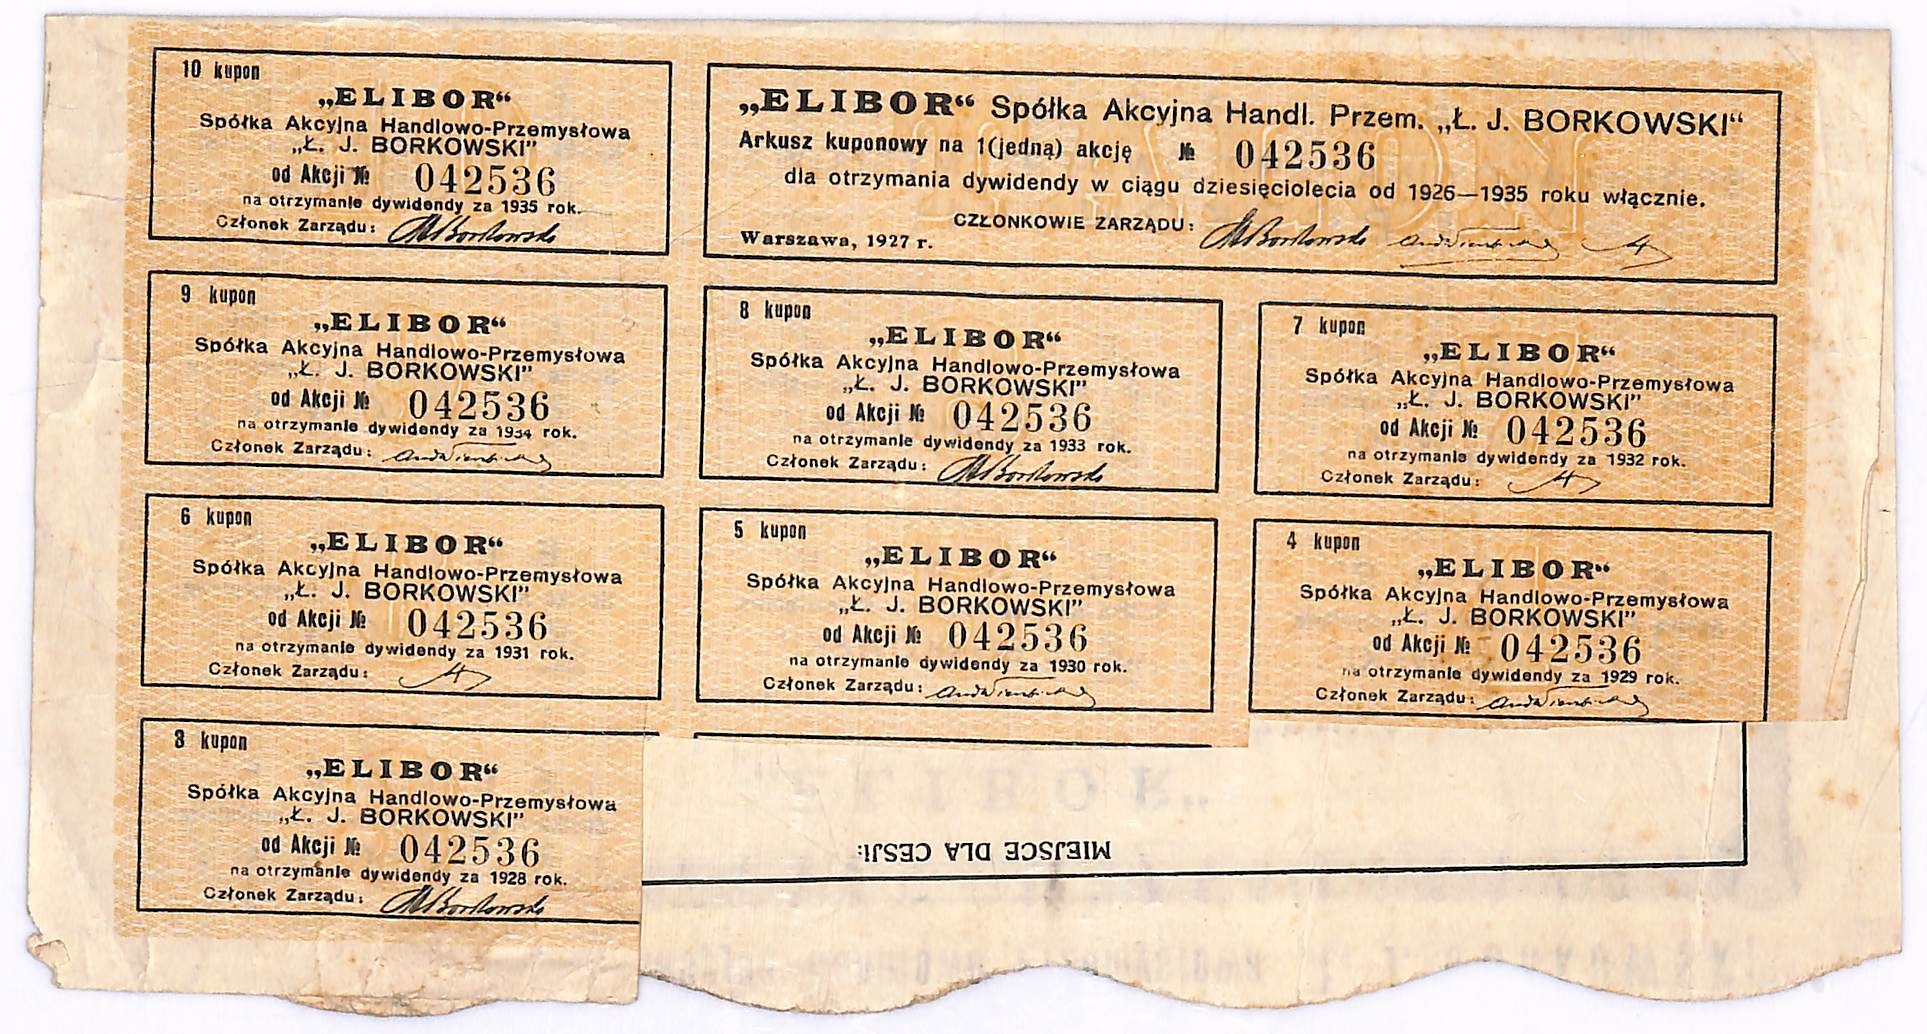 10 kupon
„ELIBOR“
Spółka Akcyjna Handlowo-Przemysłowa
„Ł. J. BORKOWSKI”
od Akcji № 042536
na otrzymanie dywidendy za 1935 rok.
Członek Zarządu:
„ELIBOR“ Spółka Akcyjna Handl. Przem. „Ł. J. BORKOWSKI“
Arkusz kuponowy na 1(jedną) akcję № 042536
dla otrzymania dywidendy w ciągu dziesięciolecia od 1926—1935 roku włącznie.
CZŁONKOWIE ZARZĄDU:
Warszawa, 1927 r.
9 kupon
„ELIBOR“
Spółka Akcyjna Handlowo-Przemysłowa
„Ł. J. BORKOWSKI”
od Akcji № 042536
na otrzymanie dywidendy za 1934 rok.
Członek Zarządu:
8 kupon
„ELIBOR“
Spółka Akcyjna Handlowo-Przemysłowa
„Ł. J. BORKOWSKI”
od Akcji № 042536
na otrzymanie dywidendy za 1933 rok.
Członek Zarządu:
7 kupon
„ELIBOR“
Spółka Akcyjna Handlowo-Przemysłowa
„Ł. J. BORKOWSKI”
od Akcji № 042536
na otrzymanie dywidendy za 1932 rok.
Członek Zarządu:
6 kupon
„ELIBOR“
Spółka Akcyjna Handlowo-Przemysłowa
„Ł. J. BORKOWSKI”
od Akcji № 042536
na otrzymanie dywidendy za 1931 rok.
Członek Zarządu:
5 kupon
„ELIBOR“
Spółka Akcyjna Handlowo-Przemysłowa
„Ł. J. BORKOWSKI”
od Akcji № 042536
na otrzymanie dywidendy za 1930 rok.
Członek Zarządu:
4 kupon
„ELIBOR“
Spółka Akcyjna Handlowo-Przemysłowa
„Ł. J. BORKOWSKI”
od Akcji № 042536
na otrzymanie dywidendy za 1929 rok.
Członek Zarządu:
3 kupon
„ELIBOR“
Spółka Akcyjna Handlowo-Przemysłowa
„Ł. J. BORKOWSKI”
od Akcji № 042536
na otrzymanie dywidendy za 1928 rok.
Członek Zarządu:
MIEJSCE DLA CESJI: